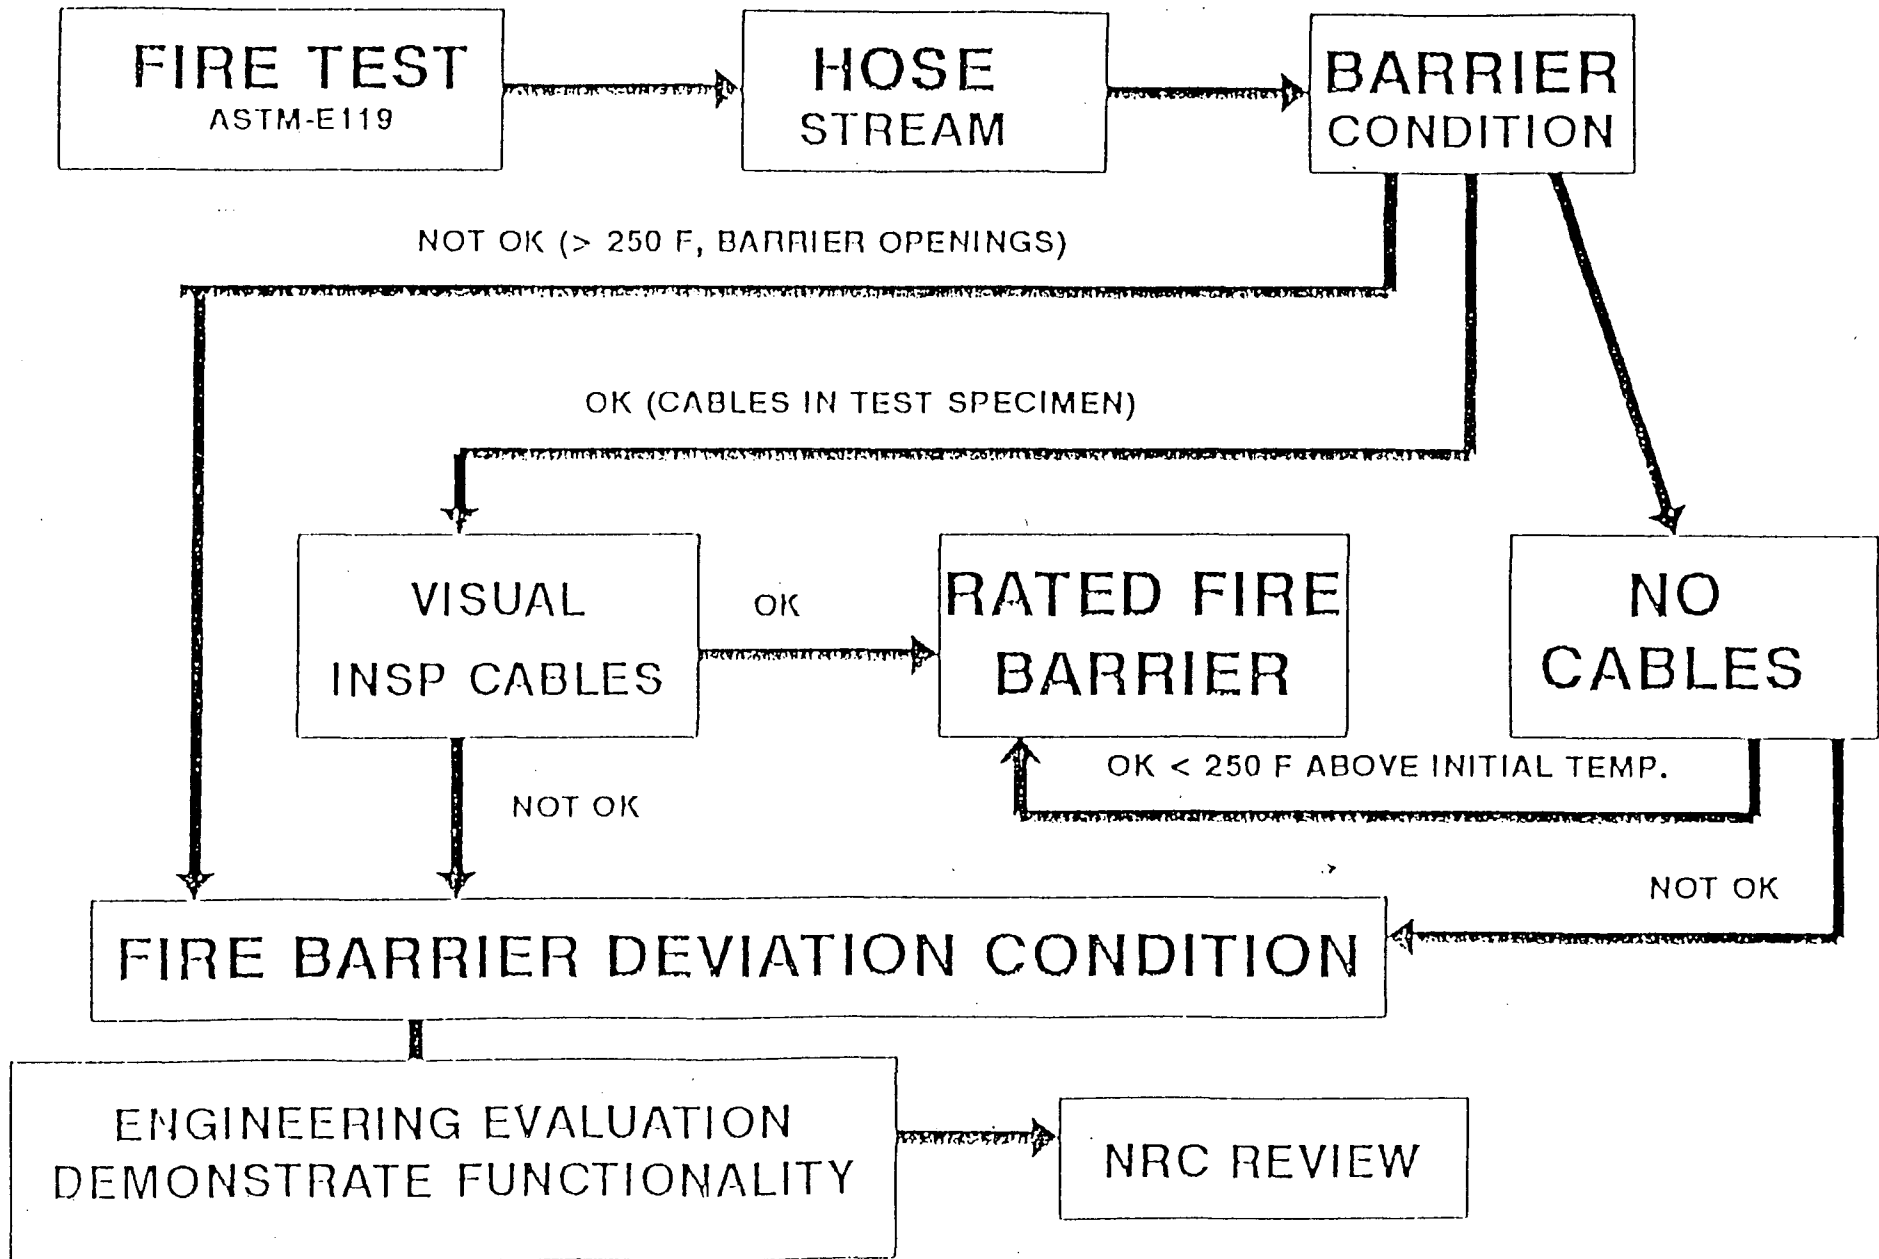 FIRE TEST
ASTM-E119
HOSE
STREAM
BARRIER
CONDITION
NOT OK (> 250 F, BARRIER OPENINGS)
OK (CABLES IN TEST SPECIMEN)
VISUAL
INSP CABLES
OK
RATED FIRE
BARRIER
NO
CABLES
OK < 250 F ABOVE INITIAL TEMP.
NOT OK
NOT OK
FIRE BARRIER DEVIATION CONDITION
ENGINEERING EVALUATION
DEMONSTRATE FUNCTIONALITY
NRC REVIEW